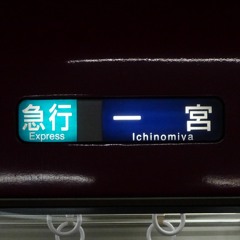 急行 一宮
Express Ichinomiya